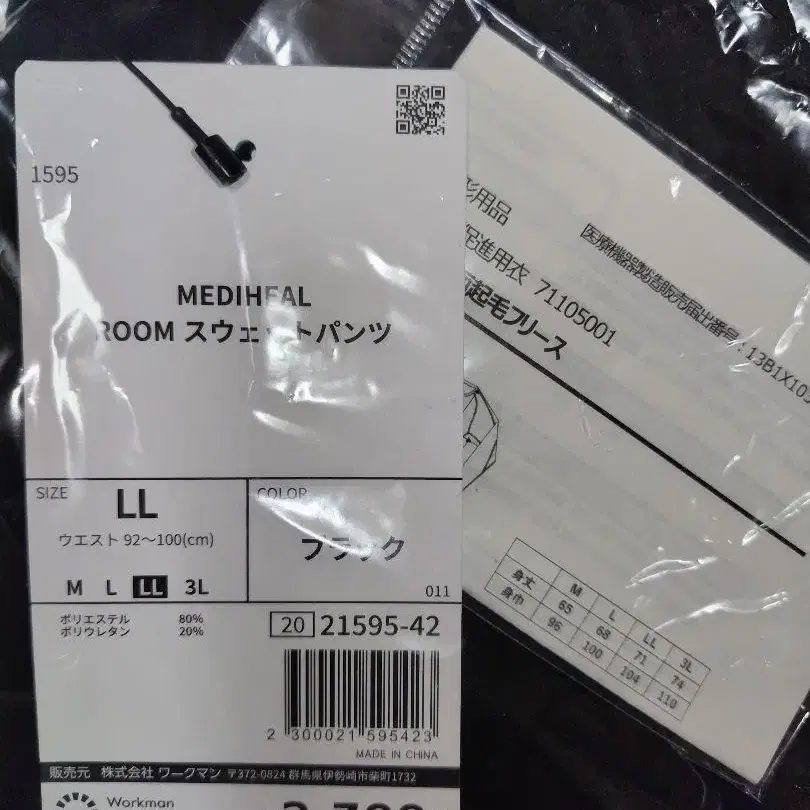 1595
MEDIHEAL
ROOM スウェットパンツ
SIZE
LL
ウエスト 92～100(cm)
M L LL 3L
COLOR
ブラック
011
ポリエステル 80%
ポリウレタン 20%
20 21595-42
2 300021 595423
MADE IN CHINA
販売元 株式会社 ワークマン 〒372-0824 群馬県伊勢崎市柴町1732
Workman
形用品
促進用衣 71105001
起毛フリース
医療機器製造販売届出番号:13B1X103
M L LL 3L
身丈 65 68 71 74
身巾 96 100 104 110